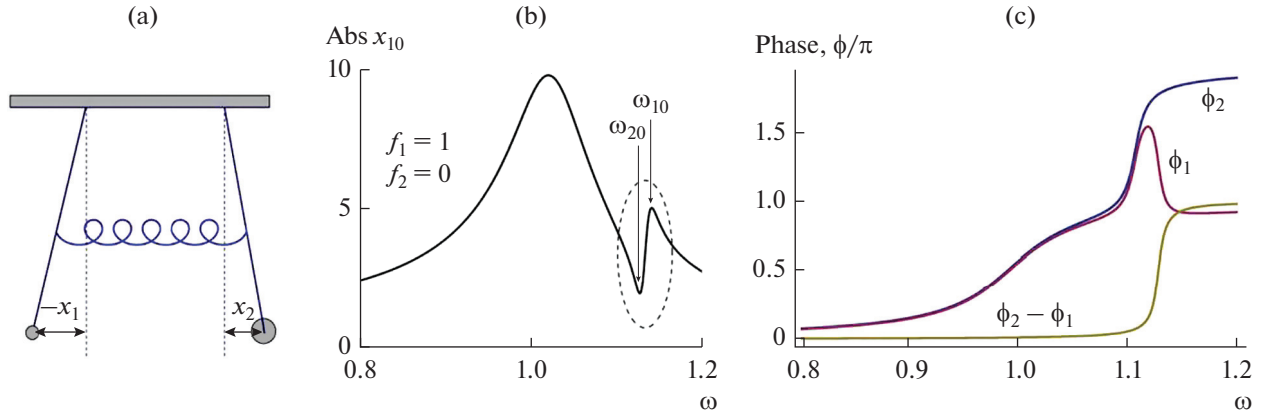 (a)
−x₁
x₂
(b)
Abs x₁₀
10
5
0
f₁ = 1
f₂ = 0
ω₁₀
ω₂₀
0.8
1.0
1.2
ω
(c)
Phase, ϕ/π
1.5
1.0
0.5
0
ϕ₂
ϕ₁
ϕ₂ − ϕ₁
0.8
0.9
1.0
1.1
1.2
ω